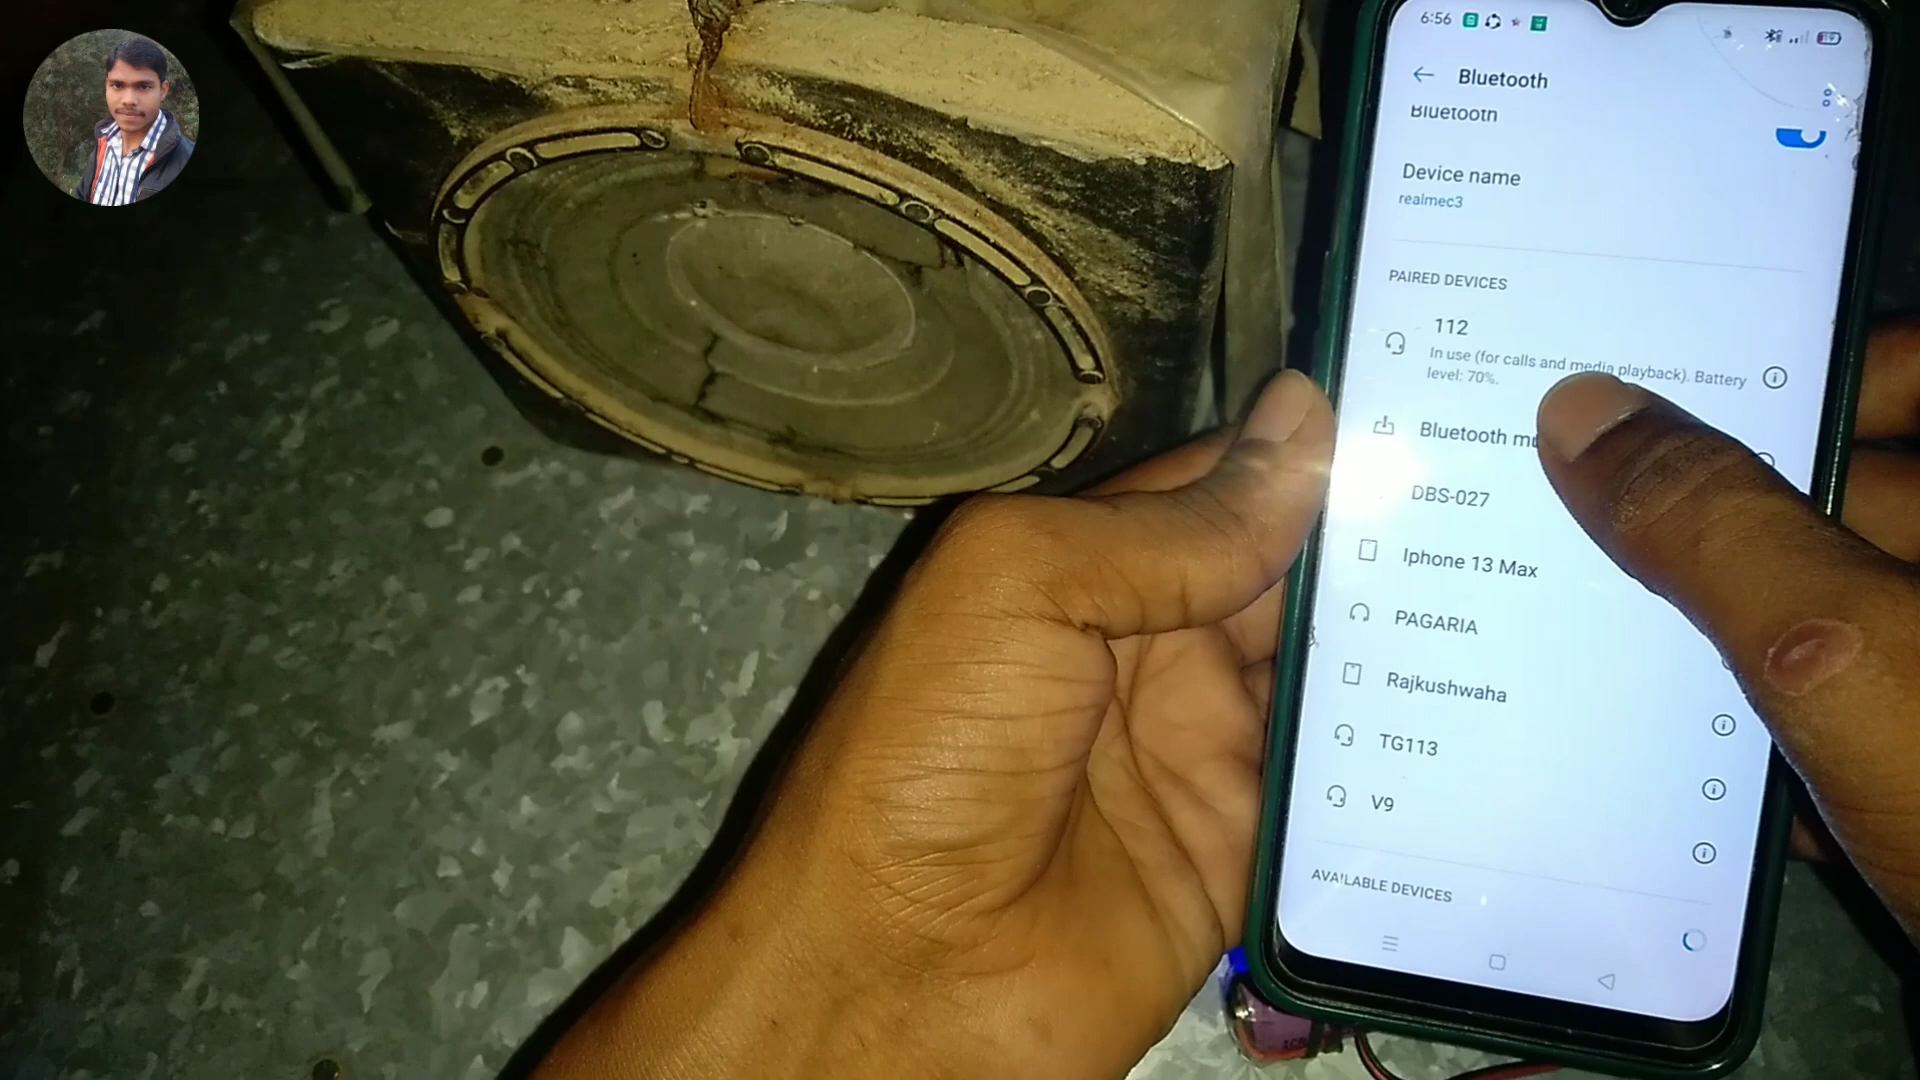 6:56
19
Bluetooth
Bluetooth
Device name
realmec3
PAIRED DEVICES
112
In use (for calls and media playback). Battery
level: 70%.
Bluetooth
DBS-027
Iphone 13 Max
PAGARIA
Rajkushwaha
TG113
V9
AVAILABLE DEVICES